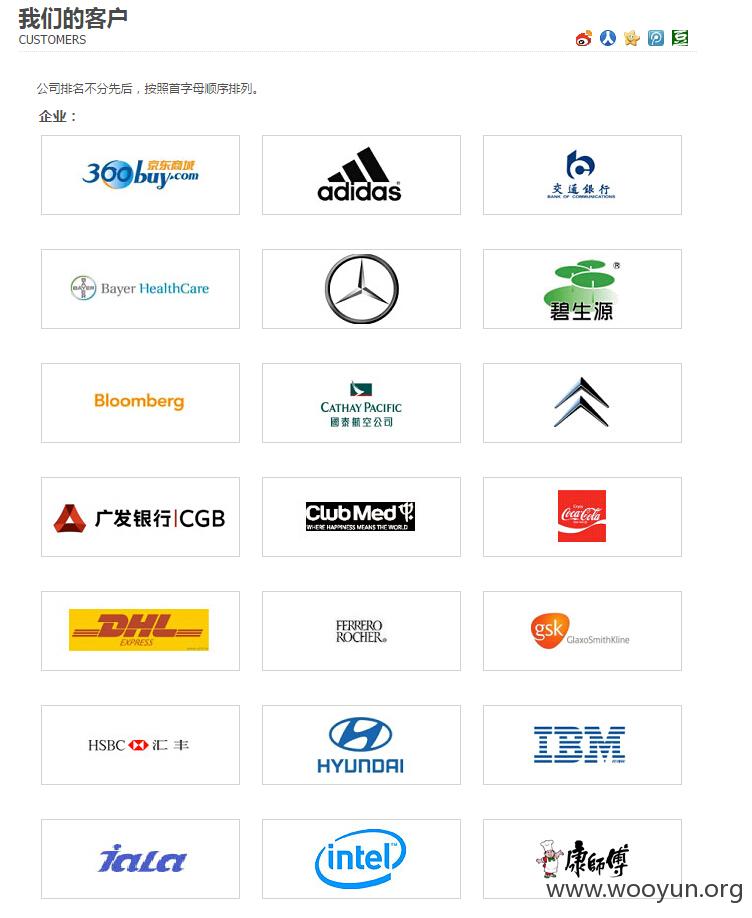 我们的客户
CUSTOMERS
公司排名不分先后，按照首字母顺序排列。
企业：
360buy.com 京东商城
adidas®
交通銀行
BANK OF COMMUNICATIONS
BAYER Bayer HealthCare
碧生源®
Bloomberg
CATHAY PACIFIC
國泰航空公司
广发银行|CGB
Club Med
WHERE HAPPINESS MEANS THE WORLD
Enjoy
Coca-Cola
DHL
EXPRESS
FERRERO
ROCHER®
gsk GlaxoSmithKline
HSBC 汇丰
HYUNDAI
IBM
JALA
intel
康師傅
www.wooyun.org